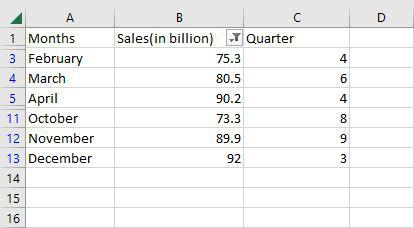 A B C D
1 Months Sales(in billion) Quarter
3 February 75.3 4
4 March 80.5 6
5 April 90.2 4
11 October 73.3 8
12 November 89.9 9
13 December 92 3
14
15
16